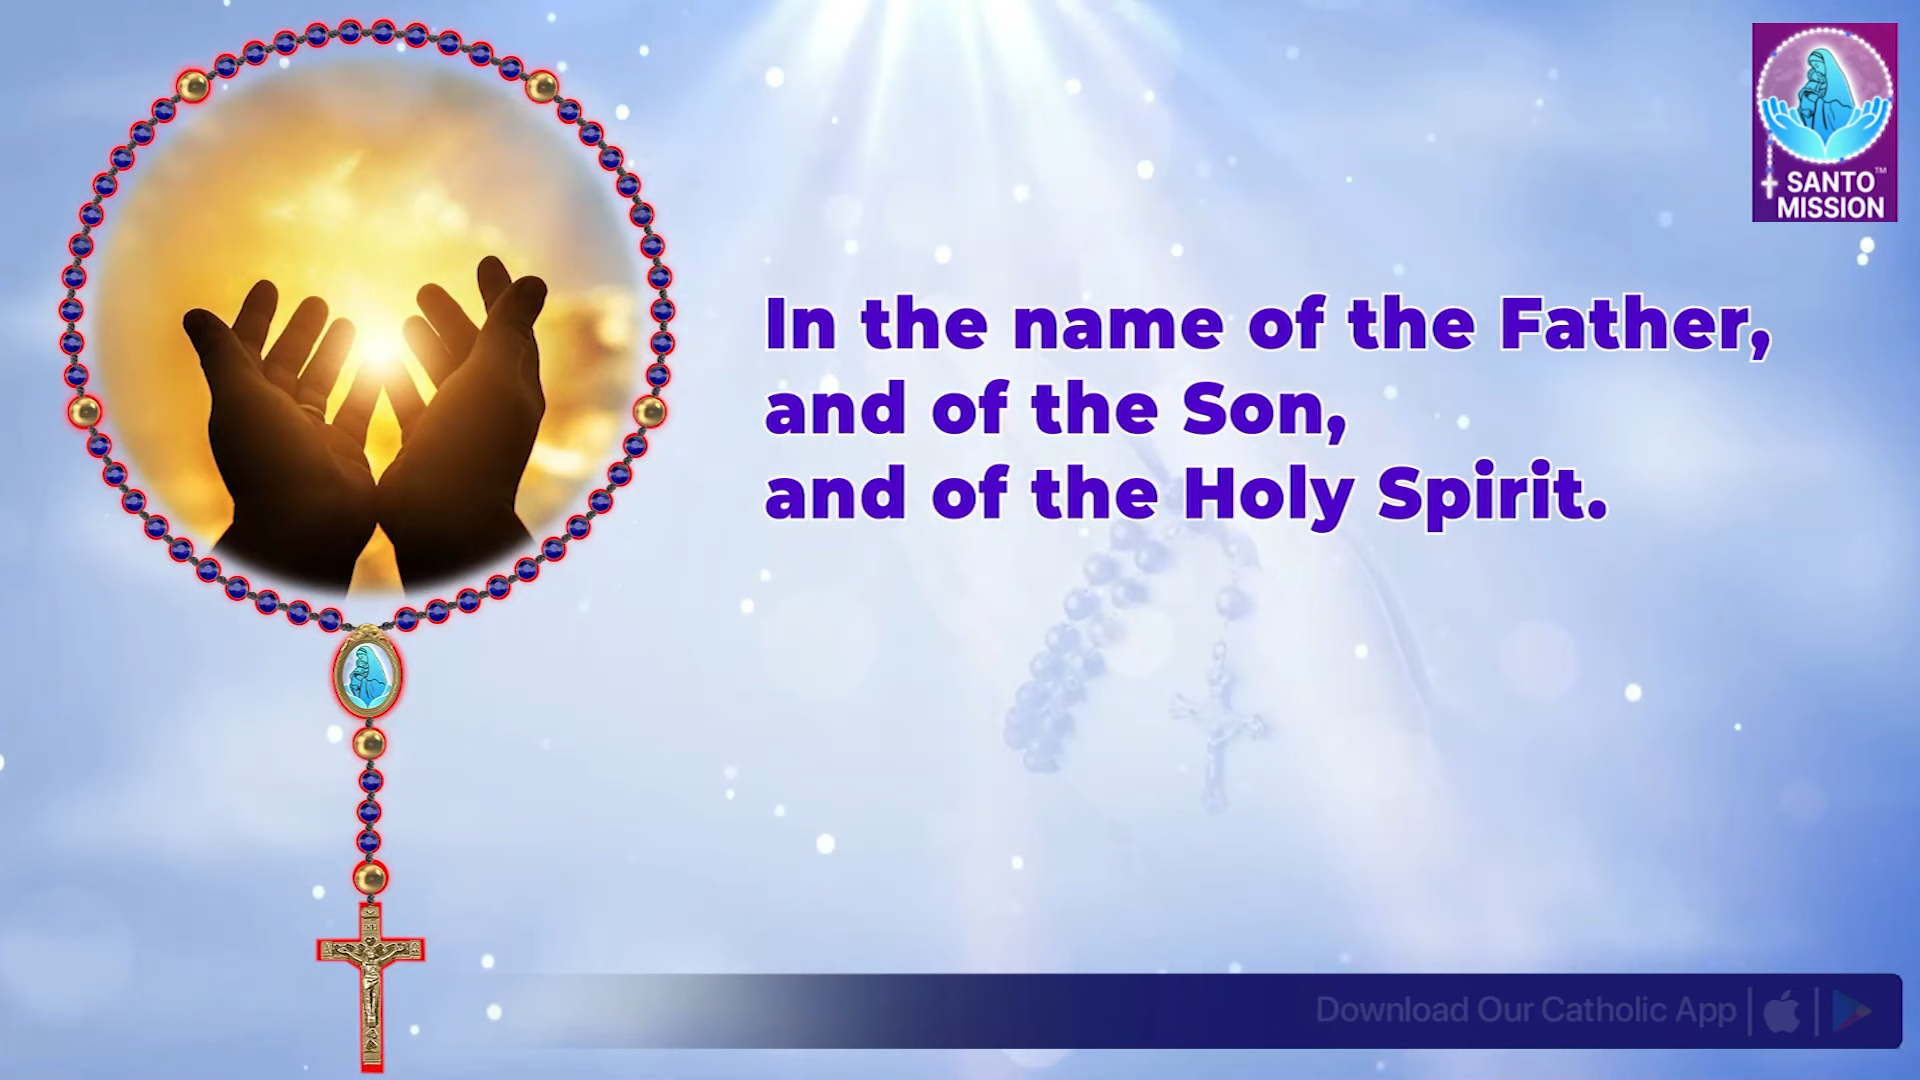 SANTO™
MISSION
In the name of the Father,
and of the Son,
and of the Holy Spirit.
Download Our Catholic App